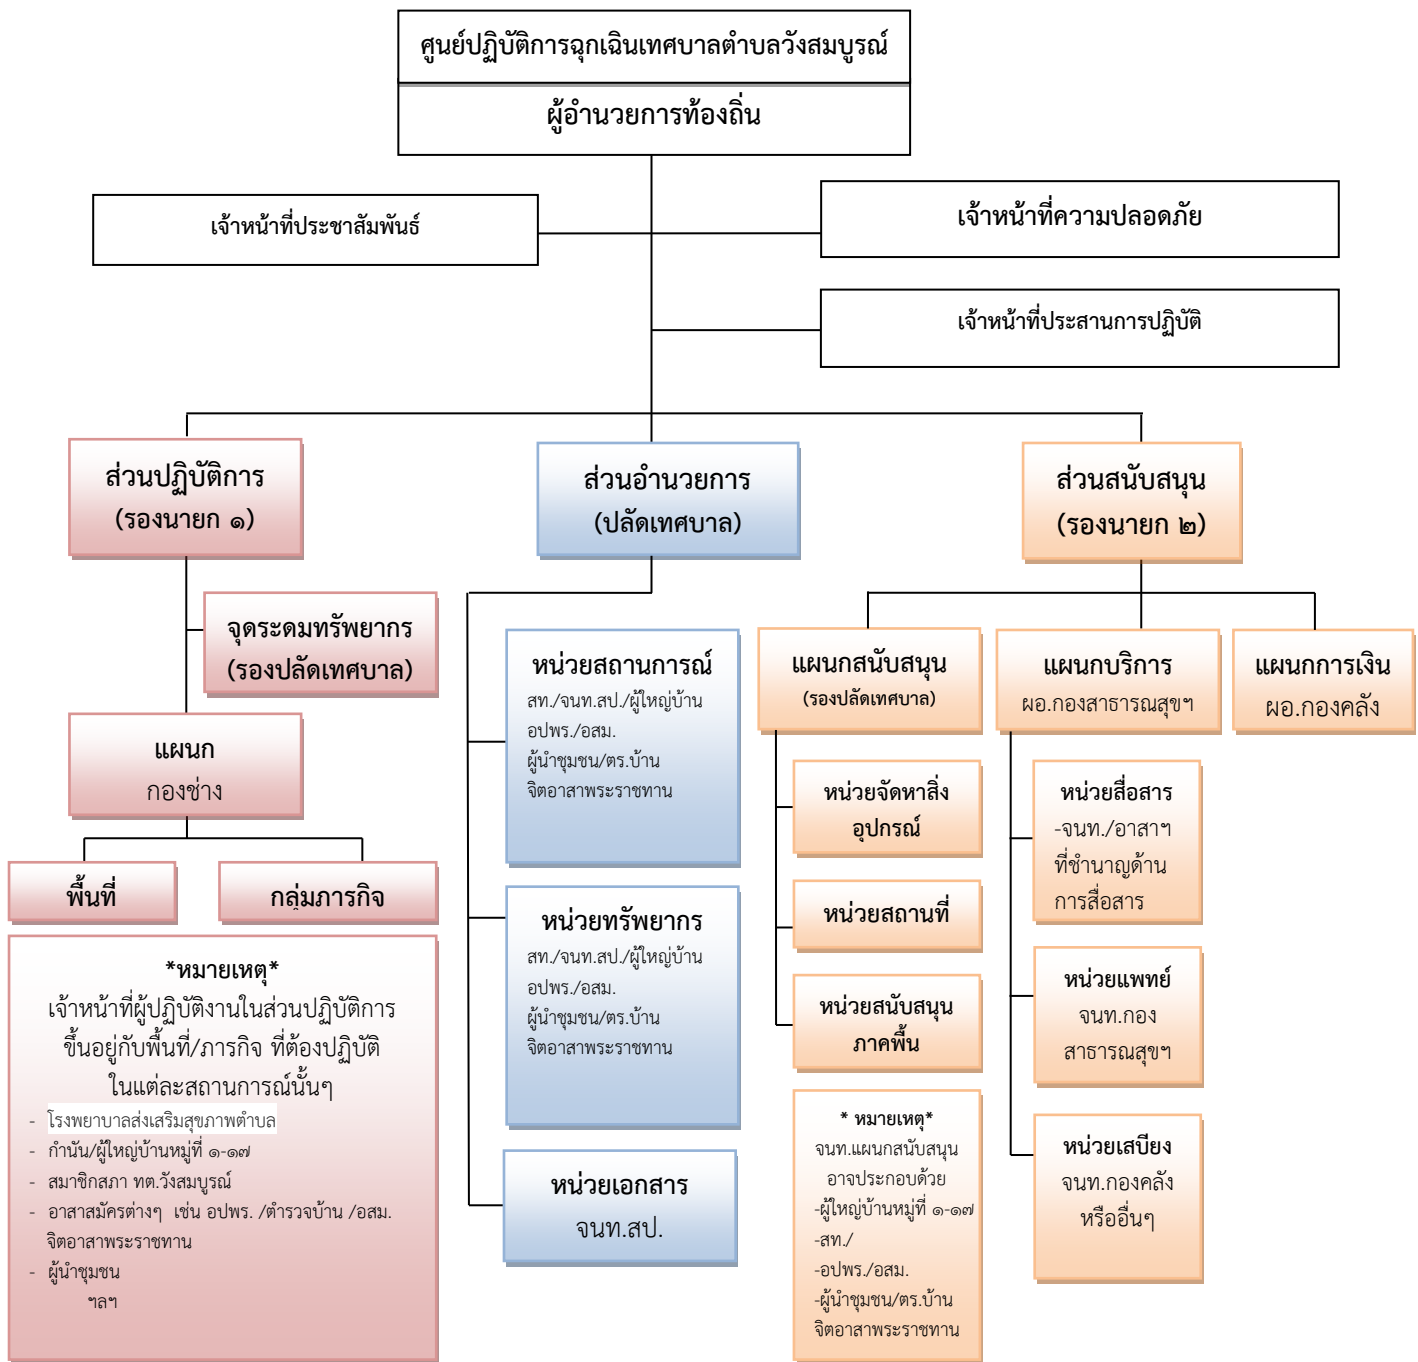 ศูนย์ปฏิบัติการฉุกเฉินเทศบาลตำบลวังสมบูรณ์
ผู้อำนวยการท้องถิ่น
เจ้าหน้าที่ประชาสัมพันธ์
เจ้าหน้าที่ความปลอดภัย
เจ้าหน้าที่ประสานการปฏิบัติ
ส่วนปฏิบัติการ
(รองนายก ๑)
จุดระดมทรัพยากร
(รองปลัดเทศบาล)
แผนก
กองช่าง
พื้นที่
กลุ่มภารกิจ
*หมายเหตุ*
เจ้าหน้าที่ผู้ปฏิบัติงานในส่วนปฏิบัติการ
ขึ้นอยู่กับพื้นที่/ภารกิจ ที่ต้องปฏิบัติ
ในแต่ละสถานการณ์นั้นๆ
- โรงพยาบาลส่งเสริมสุขภาพตำบล
- กำนัน/ผู้ใหญ่บ้านหมู่ที่ ๑-๑๗
- สมาชิกสภา ทต.วังสมบูรณ์
- อาสาสมัครต่างๆ เช่น อปพร. /ตำรวจบ้าน /อสม.
จิตอาสาพระราชทาน
- ผู้นำชุมชน
ฯลฯ
ส่วนอำนวยการ
(ปลัดเทศบาล)
หน่วยสถานการณ์
สท./จนท.สป./ผู้ใหญ่บ้าน
อปพร./อสม.
ผู้นำชุมชน/ตร.บ้าน
จิตอาสาพระราชทาน
หน่วยทรัพยากร
สท./จนท.สป./ผู้ใหญ่บ้าน
อปพร./อสม.
ผู้นำชุมชน/ตร.บ้าน
จิตอาสาพระราชทาน
หน่วยเอกสาร
จนท.สป.
ส่วนสนับสนุน
(รองนายก ๒)
แผนกสนับสนุน
(รองปลัดเทศบาล)
หน่วยจัดหาสิ่ง
อุปกรณ์
หน่วยสถานที่
หน่วยสนับสนุน
ภาคพื้น
* หมายเหตุ*
จนท.แผนกสนับสนุน
อาจประกอบด้วย
-ผู้ใหญ่บ้านหมู่ที่ ๑-๑๗
-สท./
-อปพร./อสม.
-ผู้นำชุมชน/ตร.บ้าน
จิตอาสาพระราชทาน
แผนกบริการ
ผอ.กองสาธารณสุขฯ
หน่วยสื่อสาร
-จนท./อาสาฯ
ที่ชำนาญด้าน
การสื่อสาร
หน่วยแพทย์
จนท.กอง
สาธารณสุขฯ
หน่วยเสบียง
จนท.กองคลัง
หรืออื่นๆ
แผนกการเงิน
ผอ.กองคลัง